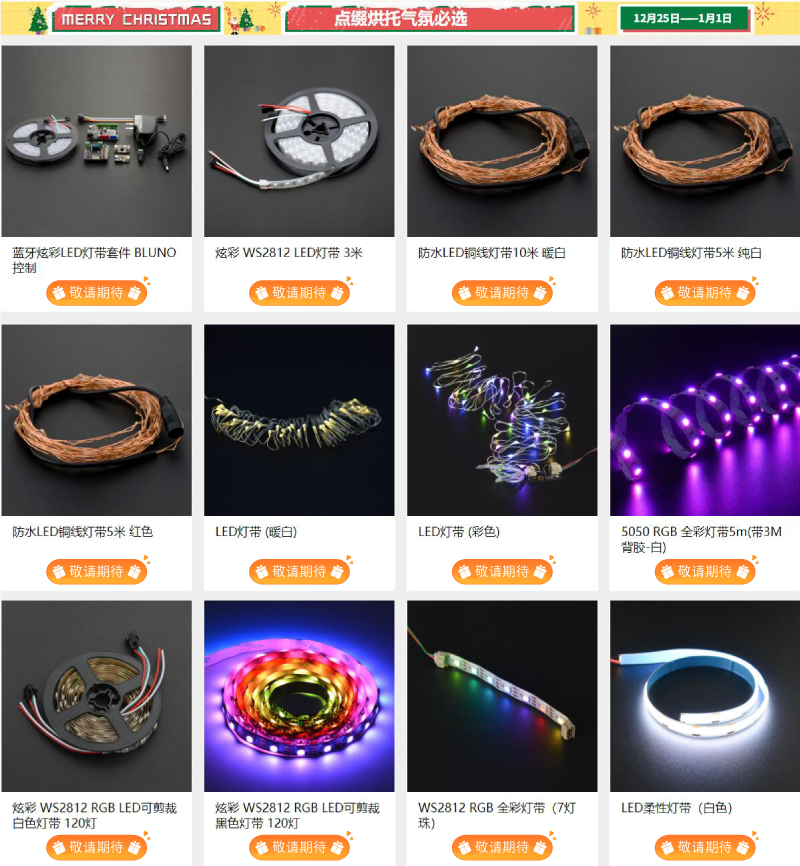 MERRY CHRISTMAS
点缀烘托气氛必选
12月25日——1月1日
蓝牙炫彩LED灯带套件 BLUNO
控制
敬请期待
炫彩 WS2812 LED灯带 3米
敬请期待
防水LED铜线灯带10米 暖白
敬请期待
防水LED铜线灯带5米 纯白
敬请期待
防水LED铜线灯带5米 红色
敬请期待
LED灯带 (暖白)
敬请期待
LED灯带 (彩色)
敬请期待
5050 RGB 全彩灯带5m(带3M
背胶-白)
敬请期待
炫彩 WS2812 RGB LED可剪裁
白色灯带 120灯
敬请期待
炫彩 WS2812 RGB LED可剪裁
黑色灯带 120灯
敬请期待
WS2812 RGB 全彩灯带（7灯
珠）
敬请期待
LED柔性灯带（白色）
敬请期待